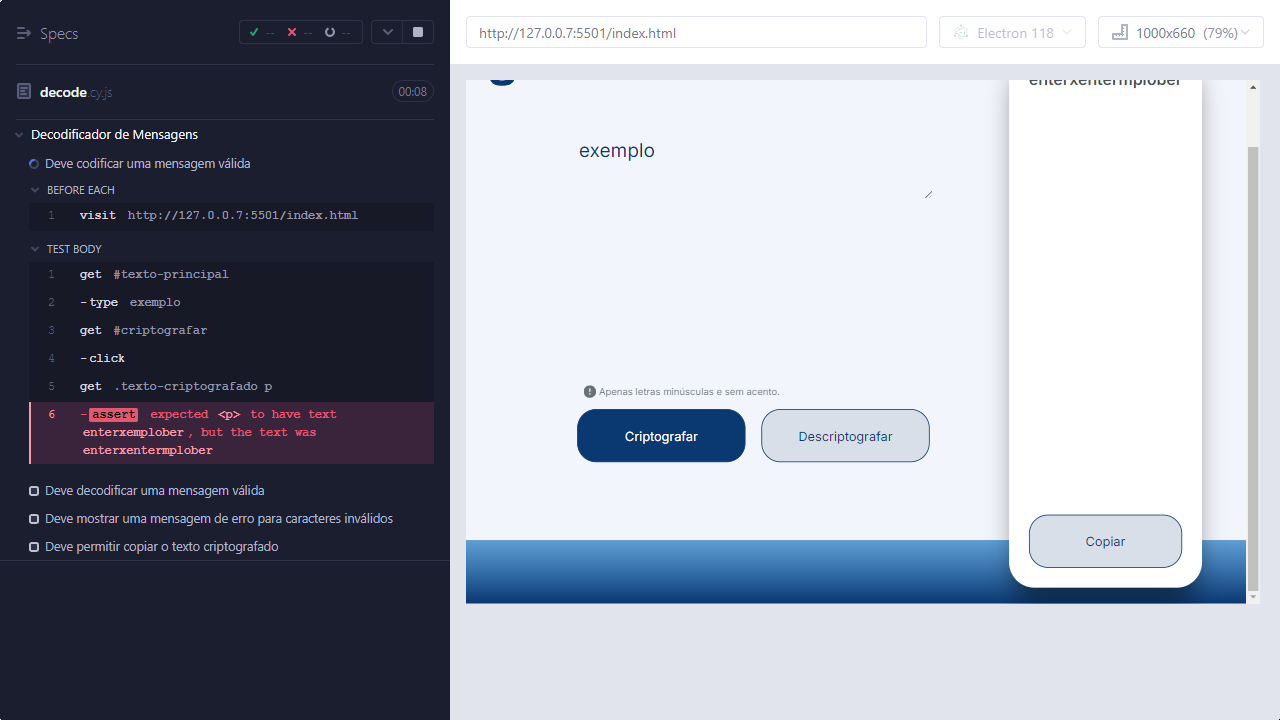 Specs
-- -- --
decode.cy.js
00:08
Decodificador de Mensagens
Deve codificar uma mensagem válida
BEFORE EACH
1 visit http://127.0.0.7:5501/index.html
TEST BODY
1 get #texto-principal
2 -type exemplo
3 get #criptografar
4 -click
5 get .texto-criptografado p
6 -assert expected <p> to have text
enterxemplober, but the text was
enterxentermplober
Deve decodificar uma mensagem válida
Deve mostrar uma mensagem de erro para caracteres inválidos
Deve permitir copiar o texto criptografado
http://127.0.0.7:5501/index.html
Electron 118
1000x660 (79%)
enterxentermplober
exemplo
Apenas letras minúsculas e sem acento.
Criptografar
Descriptografar
Copiar